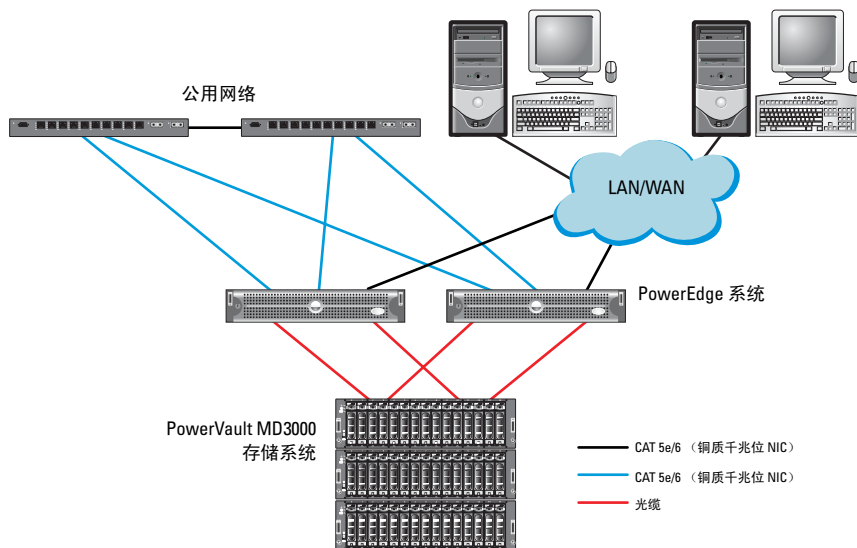 公用网络
LAN/WAN
PowerEdge 系统
PowerVault MD3000
存储系统
CAT 5e/6 （铜质千兆位 NIC）
CAT 5e/6 （铜质千兆位 NIC）
光缆